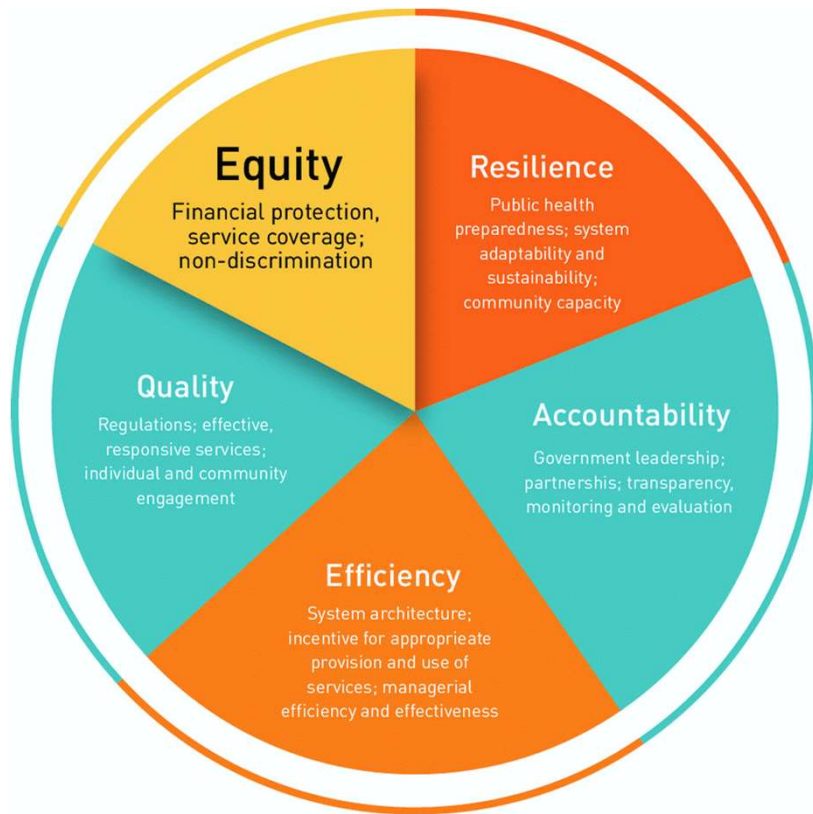 Equity
Financial protection,
service coverage;
non-discrimination
Resilience
Public health
preparedness; system
adaptability and
sustainability;
community capacity
Quality
Regulations; effective,
responsive services;
individual and community
engagement
Accountability
Government leadership;
partnershis; transparency,
monitoring and evaluation
Efficiency
System architecture;
incentive for approprieate
provision and use of
services; managerial
efficiency and effectiveness